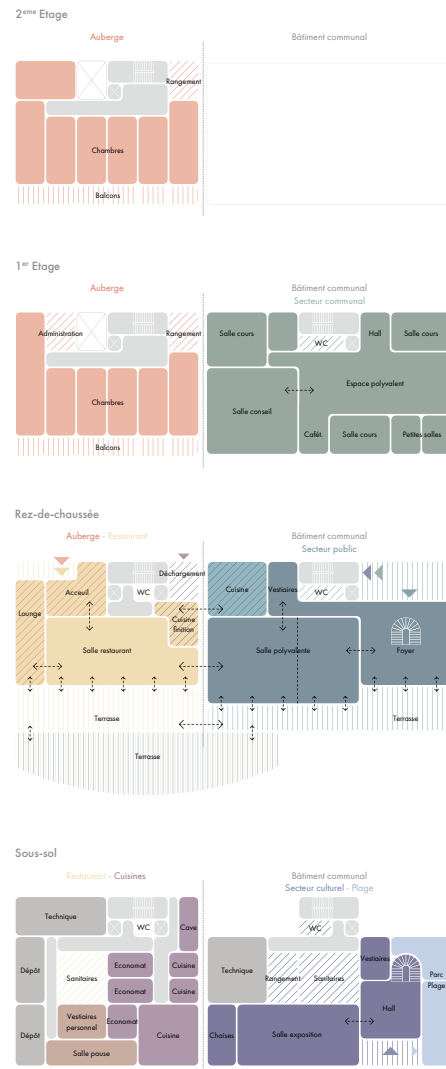 2eme Etage
Auberge
Bâtiment communal
Rangement
Chambres
Balcons
1er Etage
Auberge
Bâtiment communal
Secteur communal
Administration
Rangement
Salle cours
WC
Hall
Salle cours
Chambres
Espace polyvalent
Salle conseil
Cafét.
Salle cours
Petites salles
Balcons
Rez-de-chaussée
Auberge - Restaurant
Bâtiment communal
Secteur public
Déchargement
Acceuil
WC
Cuisine
Vestiaires
WC
Lounge
Cuisine
finition
Salle restaurant
Salle polyvalente
Foyer
Terrasse
Terrasse
Terrasse
Sous-sol
Restaurant - Cuisines
Bâtiment communal
Secteur culturel - Plage
Technique
WC
Cave
WC
Vestiaires
Dépôt
Sanitaires
Economat
Cuisine
Technique
Rangement
Sanitaires
Parc
Plage
Economat
Cuisine
Hall
Vestiaires
personnel
Economat
Cuisine
Dépôt
Chaises
Salle exposition
Salle pause